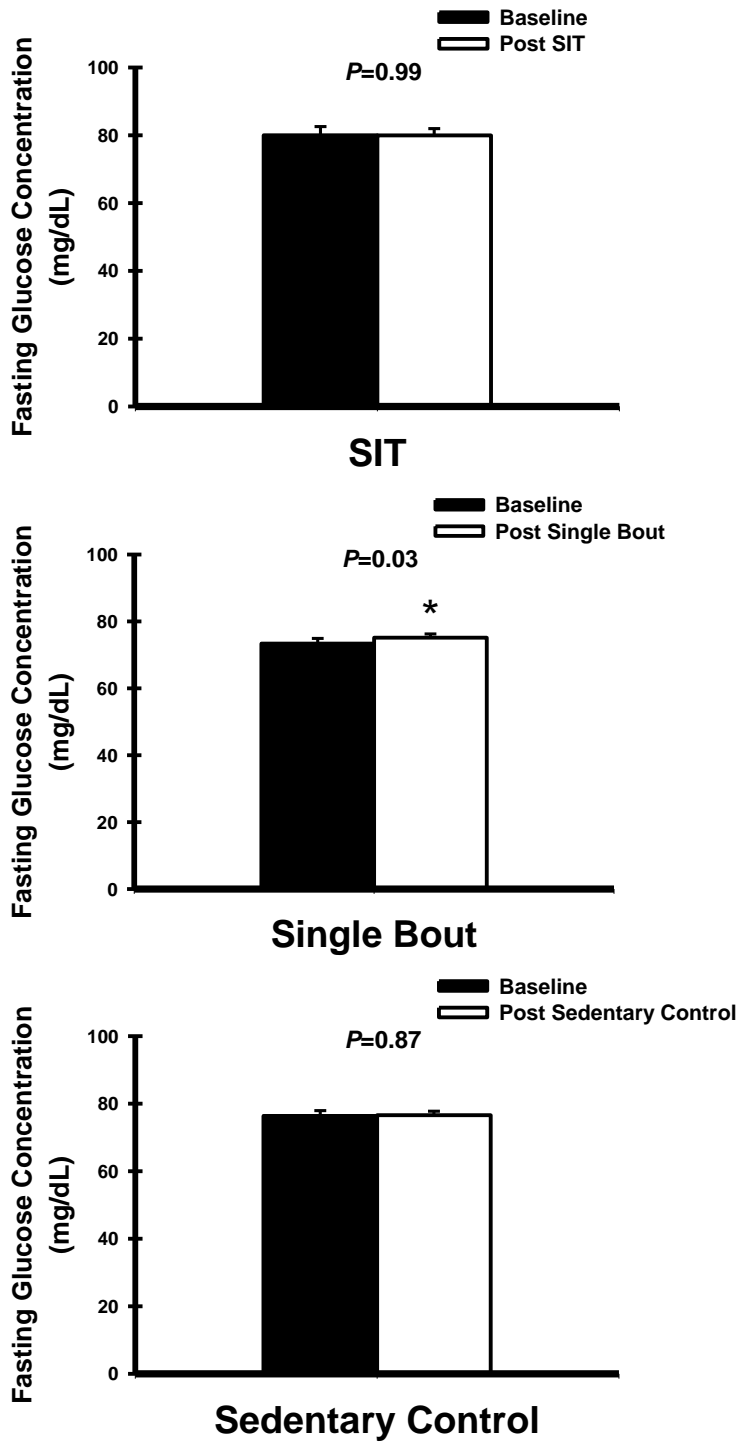 Baseline
Post SIT
P=0.99
Fasting Glucose Concentration
(mg/dL)
100
80
60
40
20
0
SIT
Baseline
Post Single Bout
P=0.03
*
Fasting Glucose Concentration
(mg/dL)
100
80
60
40
20
0
Single Bout
Baseline
Post Sedentary Control
P=0.87
Fasting Glucose Concentration
(mg/dL)
100
80
60
40
20
0
Sedentary Control